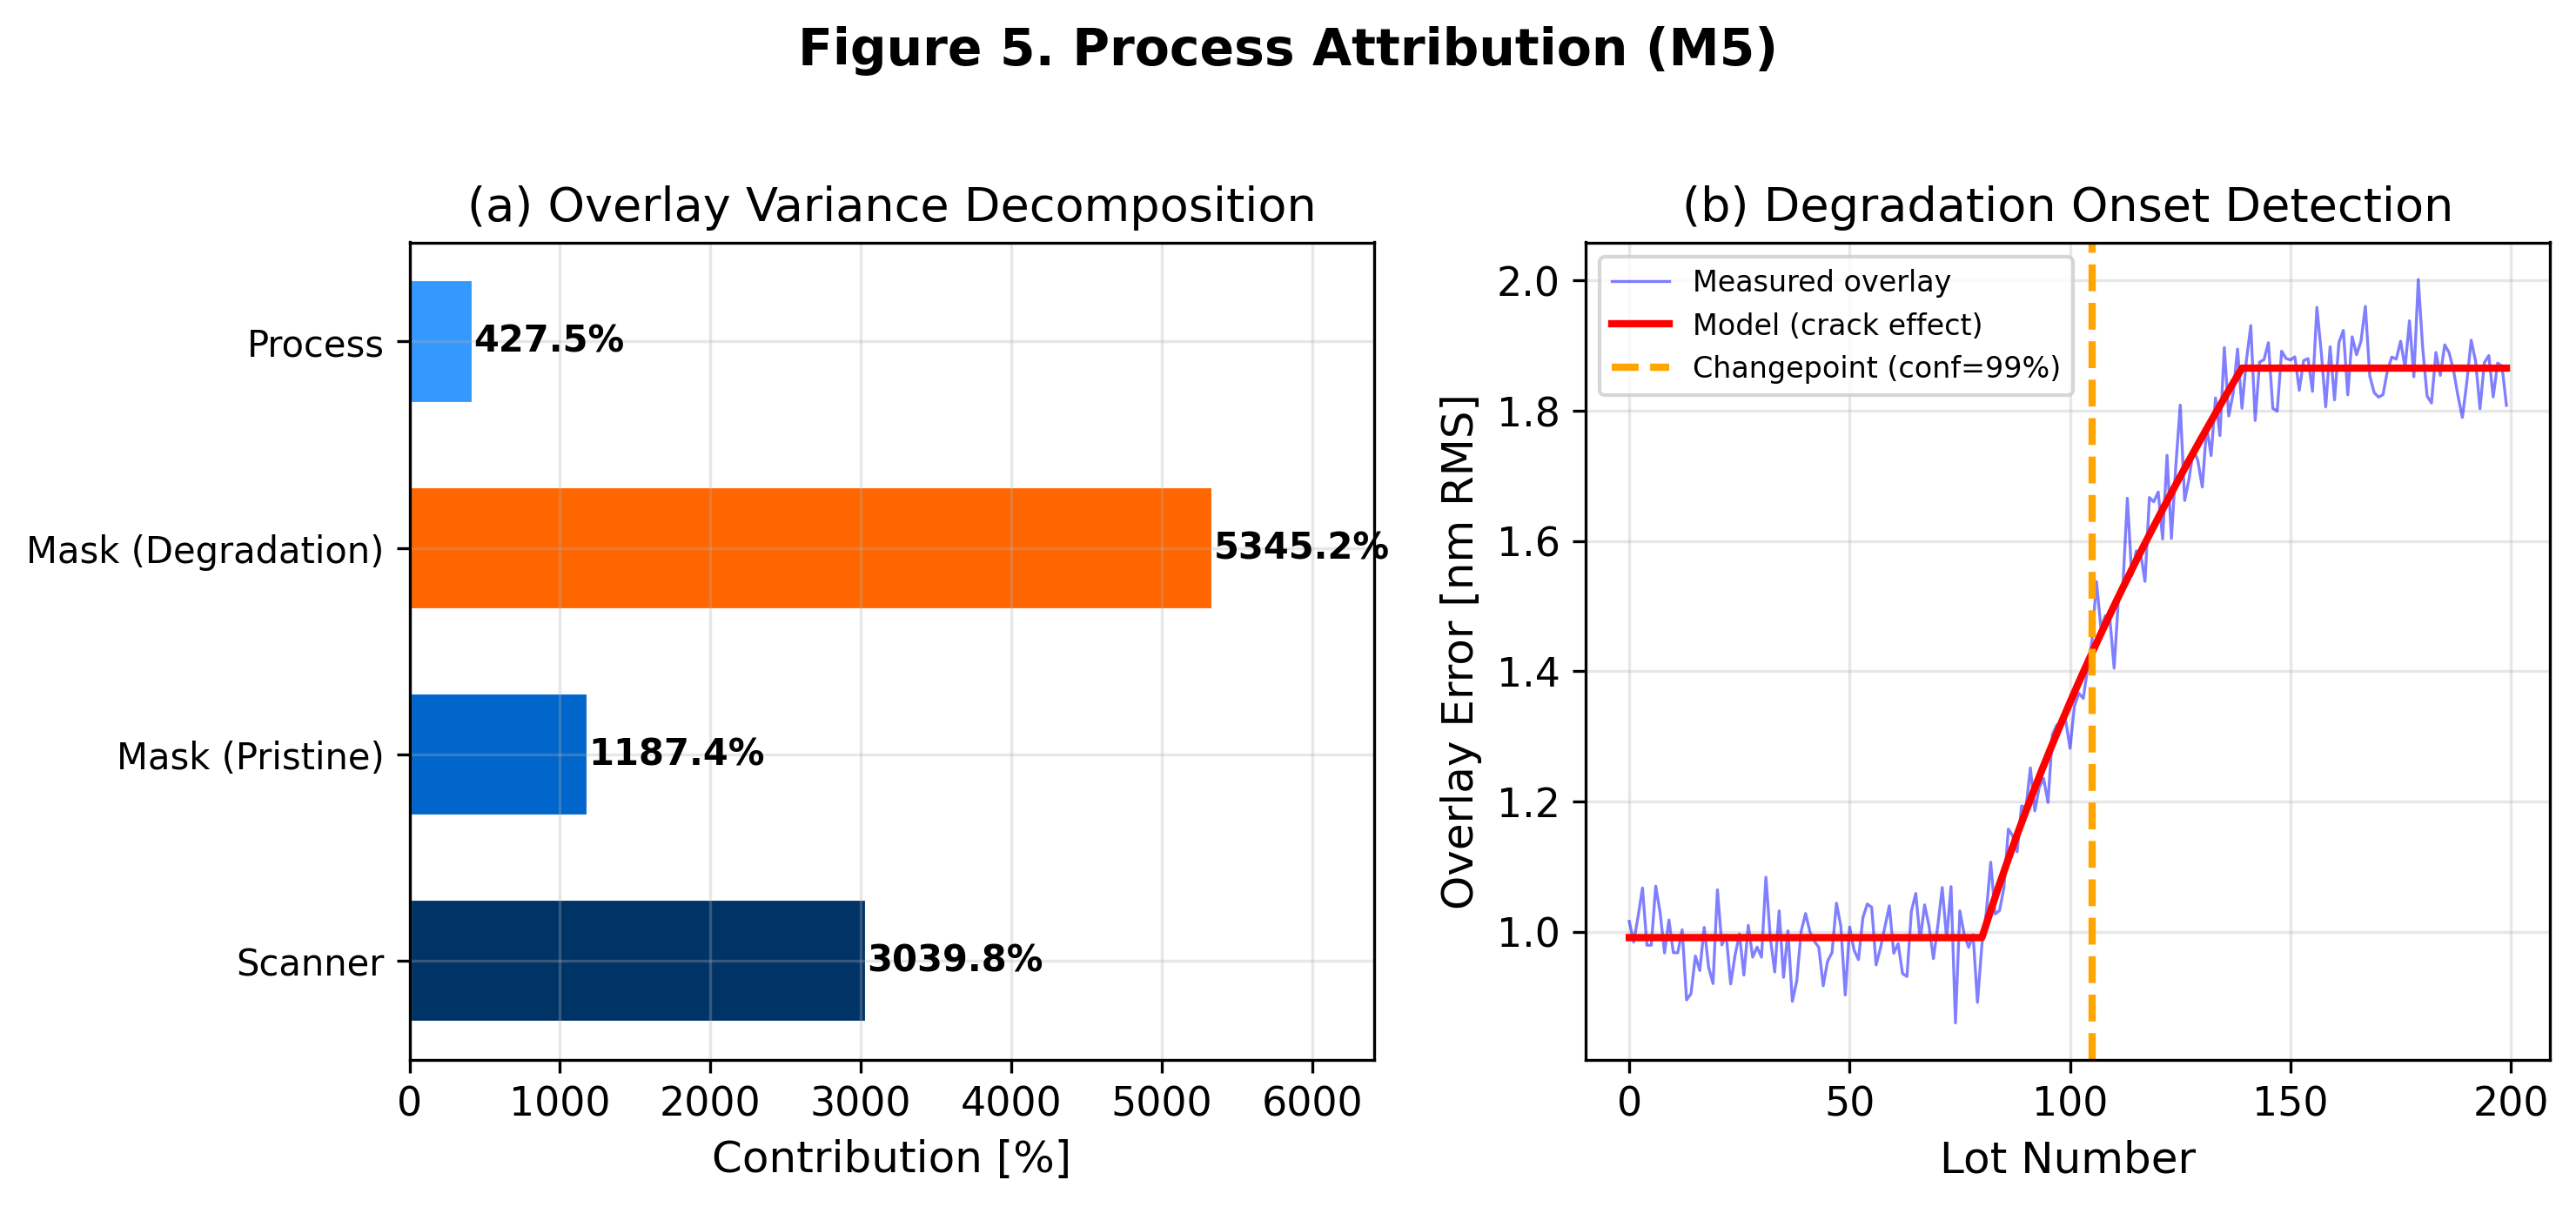 Figure 5. Process Attribution (M5)
(a) Overlay Variance Decomposition
Process
427.5%
Mask (Degradation)
5345.2%
Mask (Pristine)
1187.4%
Scanner
3039.8%
0 1000 2000 3000 4000 5000 6000
Contribution [%]
(b) Degradation Onset Detection
Measured overlay
Model (crack effect)
Changepoint (conf=99%)
Overlay Error [nm RMS]
2.0
1.8
1.6
1.4
1.2
1.0
0 50 100 150 200
Lot Number